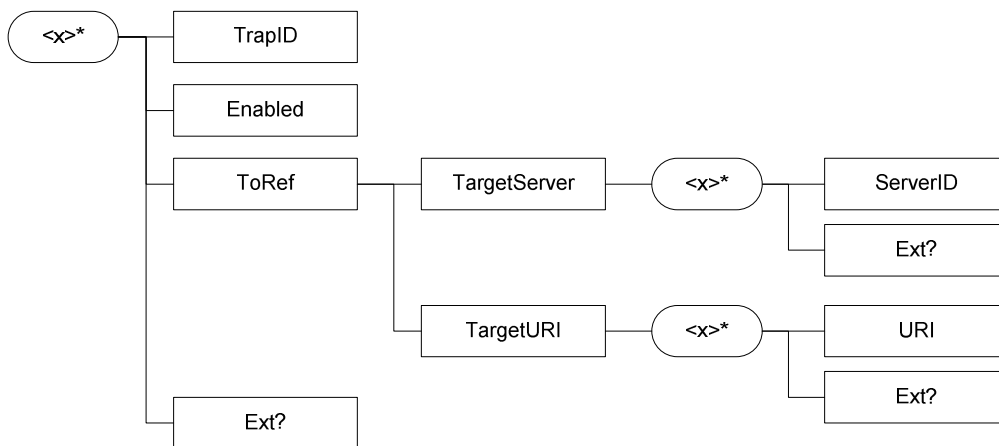 <x>*
TrapID
Enabled
ToRef
TargetServer
<x>*
ServerID
Ext?
TargetURI
<x>*
URI
Ext?
Ext?